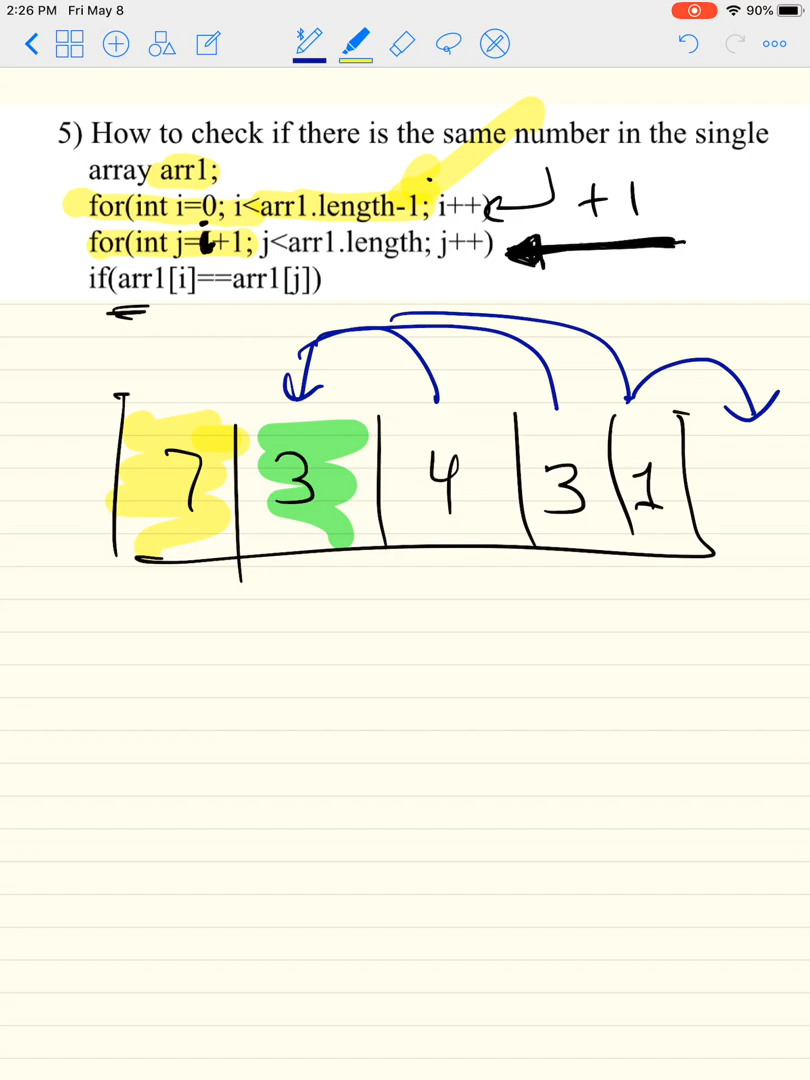 2:26 PM Fri May 8
90%
5) How to check if there is the same number in the single
array arr1;
for(int i=0; i<arr1.length-1; i++) +1
for(int j=i+1; j<arr1.length; j++)
if(arr1[i]==arr1[j])
7 3 4 3 1